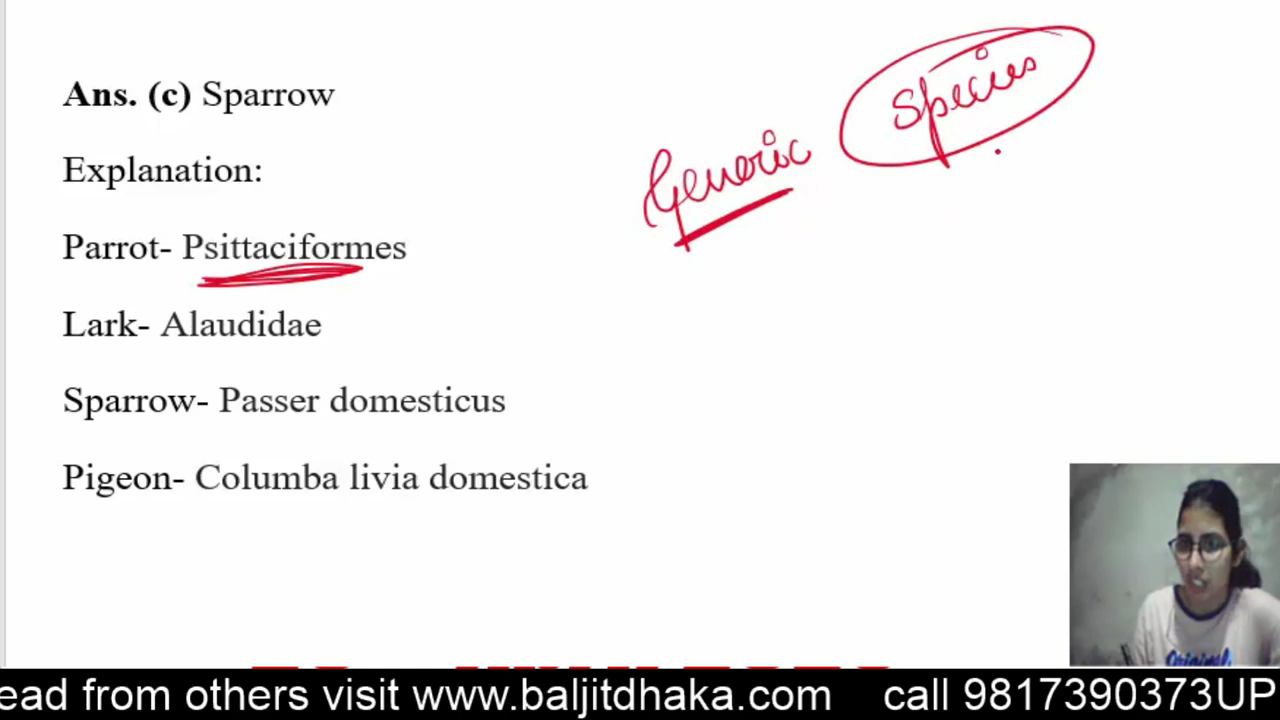 Ans. (c) Sparrow
Generic Species
Explanation:
Parrot- Psittaciformes
Lark- Alaudidae
Sparrow- Passer domesticus
Pigeon- Columba livia domestica
Original
ead from others visit www.baljitdhaka.com call 9817390373UP